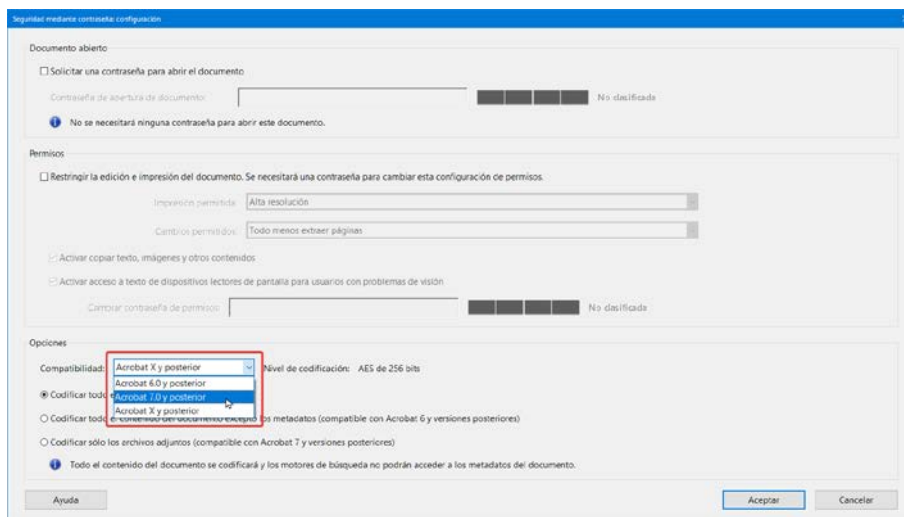 Seguridad mediante contraseña: configuración
Documento abierto
Solicitar una contraseña para abrir el documento
Contraseña de apertura de documento:
No clasificada
No se necesitará ninguna contraseña para abrir este documento.
Permisos
Restringir la edición e impresión del documento. Se necesitará una contraseña para cambiar esta configuración de permisos.
Impresión permitida: Alta resolución
Cambios permitidos: Todo menos extraer páginas
Activar copiar texto, imágenes y otros contenidos
Activar acceso a texto de dispositivos lectores de pantalla para usuarios con problemas de visión
Cambiar contraseña de permisos:
No clasificada
Opciones
Compatibilidad: Acrobat X y posterior Nivel de codificación: AES de 256 bits
Acrobat 6.0 y posterior
Codificar todo
Acrobat 7.0 y posterior
Acrobat X y posterior
Codificar todo el contenido del documento excepto los metadatos (compatible con Acrobat 6 y versiones posteriores)
Codificar sólo los archivos adjuntos (compatible con Acrobat 7 y versiones posteriores)
Todo el contenido del documento se codificará y los motores de búsqueda no podrán acceder a los metadatos del documento.
Ayuda Aceptar Cancelar